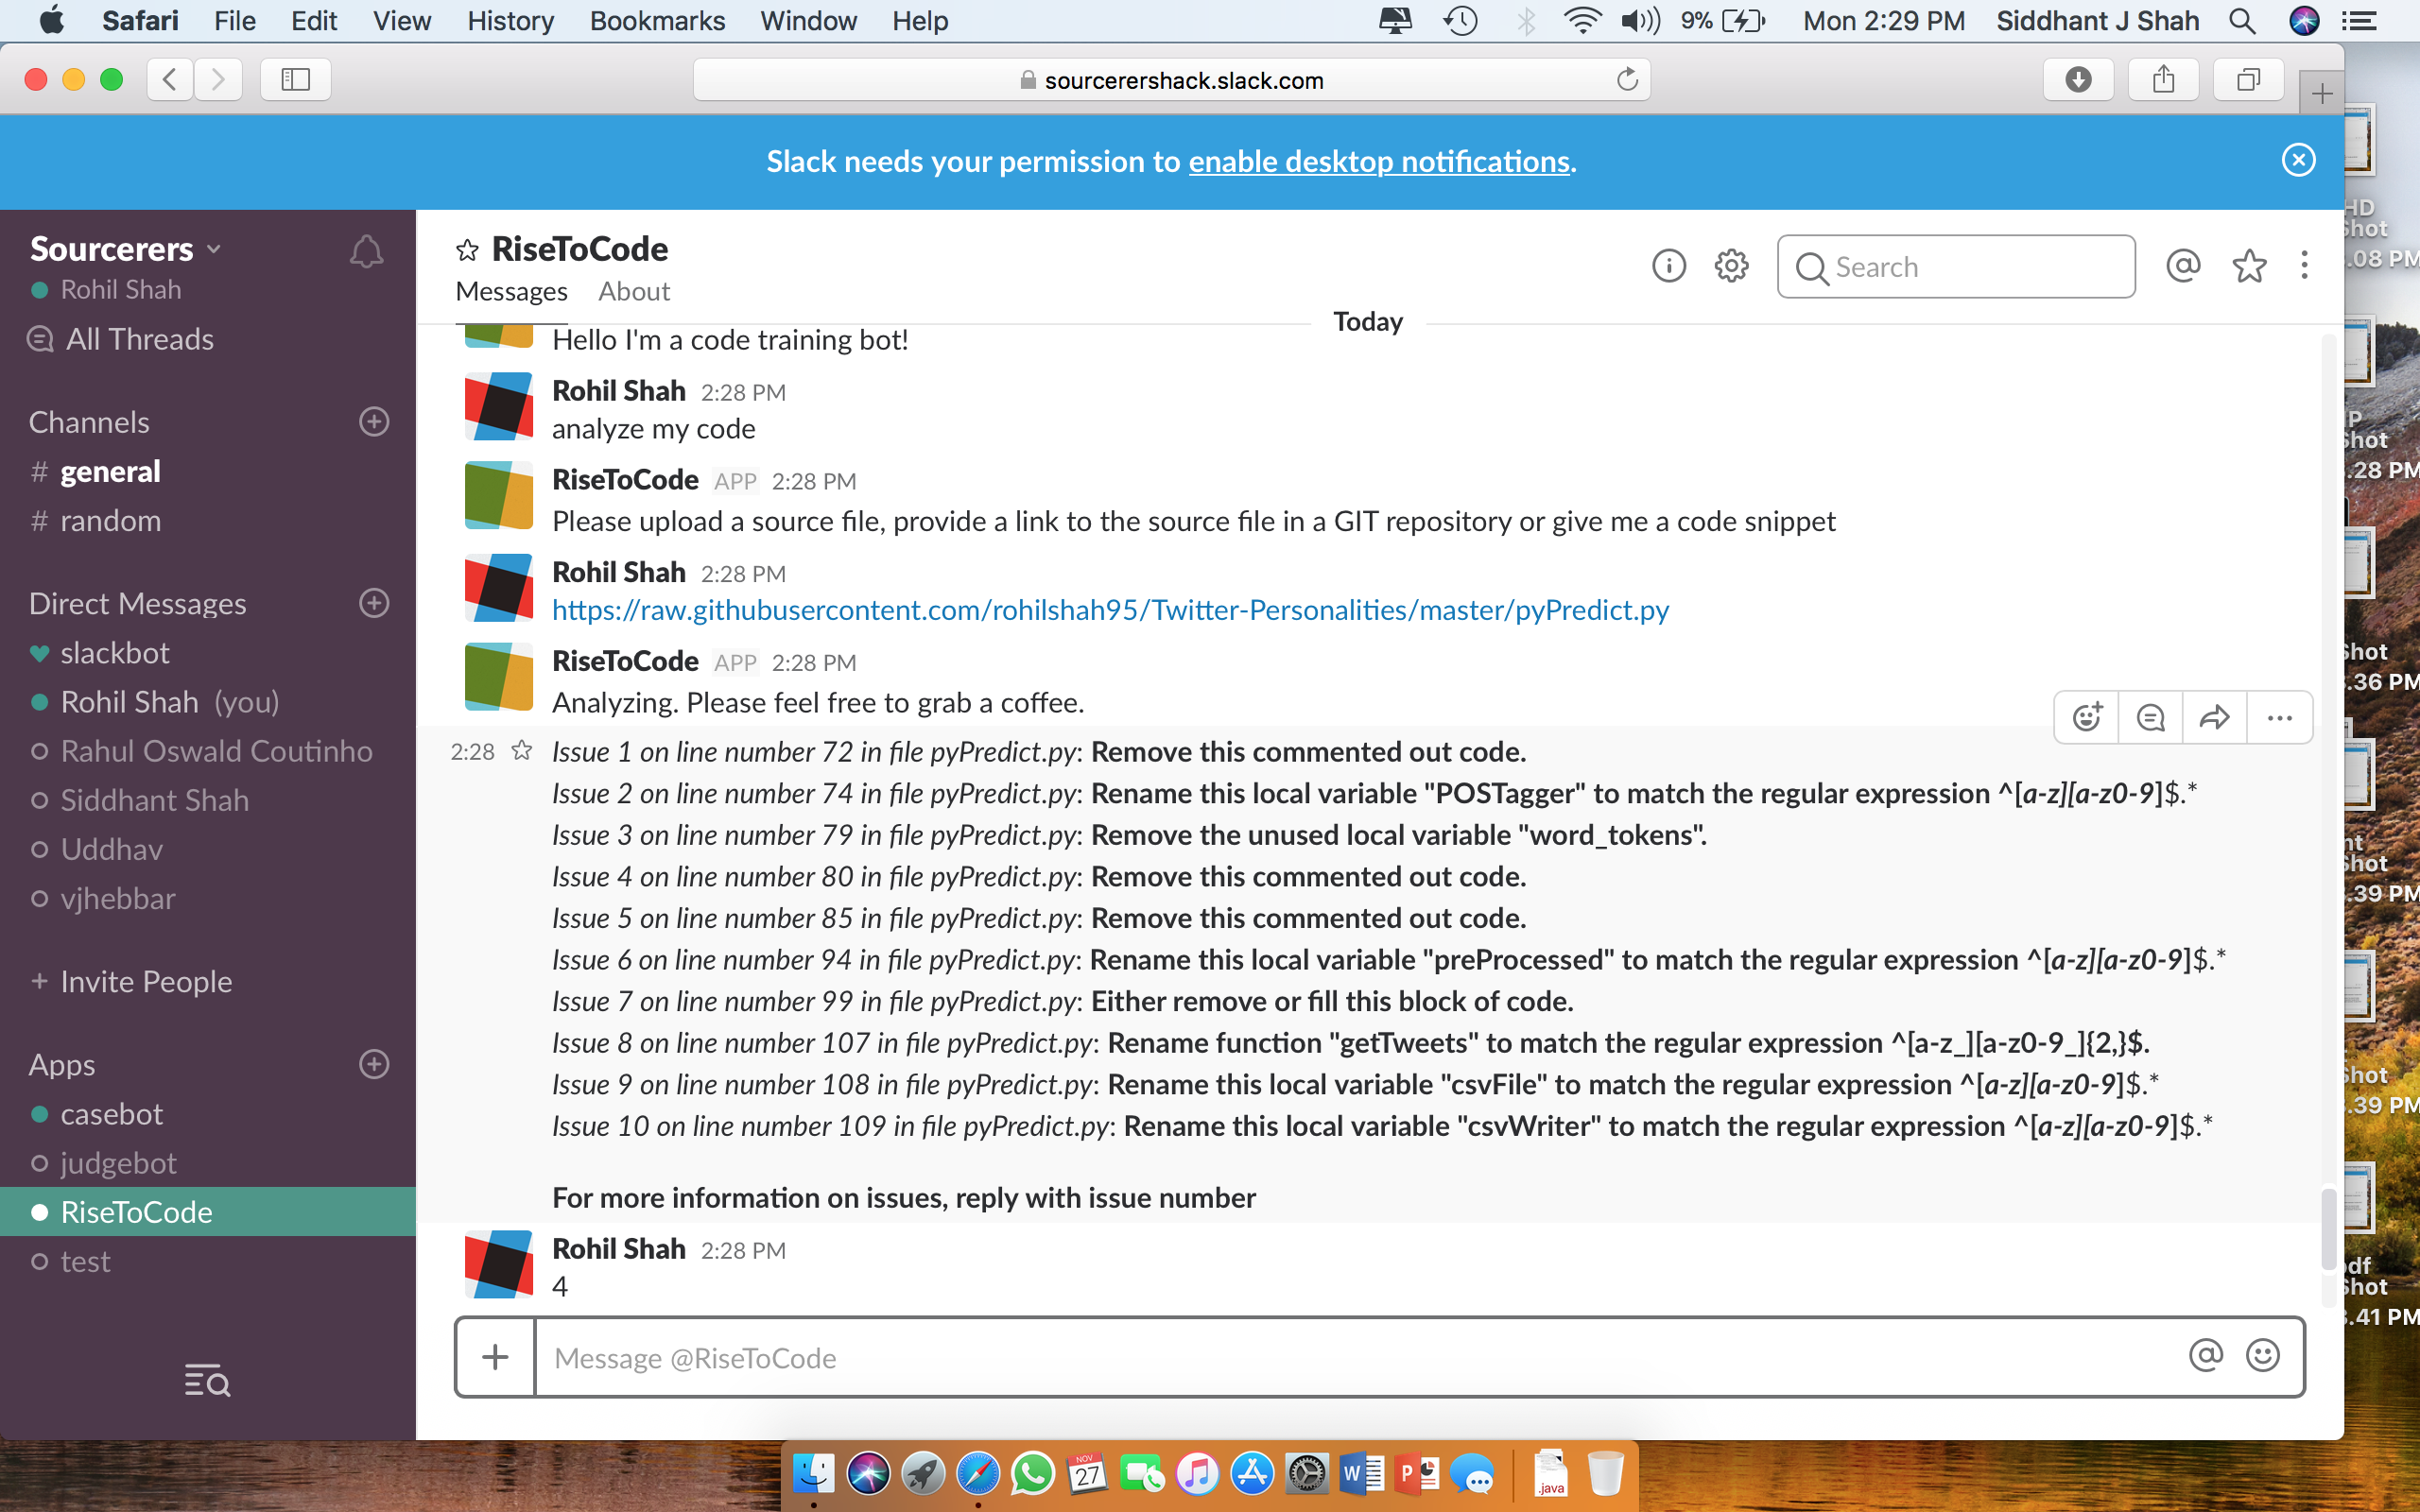 Safari File Edit View History Bookmarks Window Help 9% Mon 2:29 PM Siddhant J Shah
sourcerershack.slack.com
Slack needs your permission to enable desktop notifications.
Sourcerers
Rohil Shah
All Threads
Channels
# general
# random
Direct Messages
slackbot
Rohil Shah (you)
Rahul Oswald Coutinho
Siddhant Shah
Uddhav
vjhebbar
+ Invite People
Apps
casebot
judgebot
RiseToCode
test
RiseToCode
Messages About
Search
Today
Hello I'm a code training bot!
Rohil Shah 2:28 PM
analyze my code
RiseToCode APP 2:28 PM
Please upload a source file, provide a link to the source file in a GIT repository or give me a code snippet
Rohil Shah 2:28 PM
https://raw.githubusercontent.com/rohilshah95/Twitter-Personalities/master/pyPredict.py
RiseToCode APP 2:28 PM
Analyzing. Please feel free to grab a coffee.
2:28 Issue 1 on line number 72 in file pyPredict.py: Remove this commented out code.
Issue 2 on line number 74 in file pyPredict.py: Rename this local variable "POSTagger" to match the regular expression ^[a-z][a-z0-9]$.*
Issue 3 on line number 79 in file pyPredict.py: Remove the unused local variable "word_tokens".
Issue 4 on line number 80 in file pyPredict.py: Remove this commented out code.
Issue 5 on line number 85 in file pyPredict.py: Remove this commented out code.
Issue 6 on line number 94 in file pyPredict.py: Rename this local variable "preProcessed" to match the regular expression ^[a-z][a-z0-9]$.*
Issue 7 on line number 99 in file pyPredict.py: Either remove or fill this block of code.
Issue 8 on line number 107 in file pyPredict.py: Rename function "getTweets" to match the regular expression ^[a-z_][a-z0-9_]{2,}$.
Issue 9 on line number 108 in file pyPredict.py: Rename this local variable "csvFile" to match the regular expression ^[a-z][a-z0-9]$.*
Issue 10 on line number 109 in file pyPredict.py: Rename this local variable "csvWriter" to match the regular expression ^[a-z][a-z0-9]$.*
For more information on issues, reply with issue number
Rohil Shah 2:28 PM
4
Message @RiseToCode
HD
.08 PM
.28 PM
.36 PM
.39 PM
.39 PM
.41 PM
NOV
27
W
P
.java